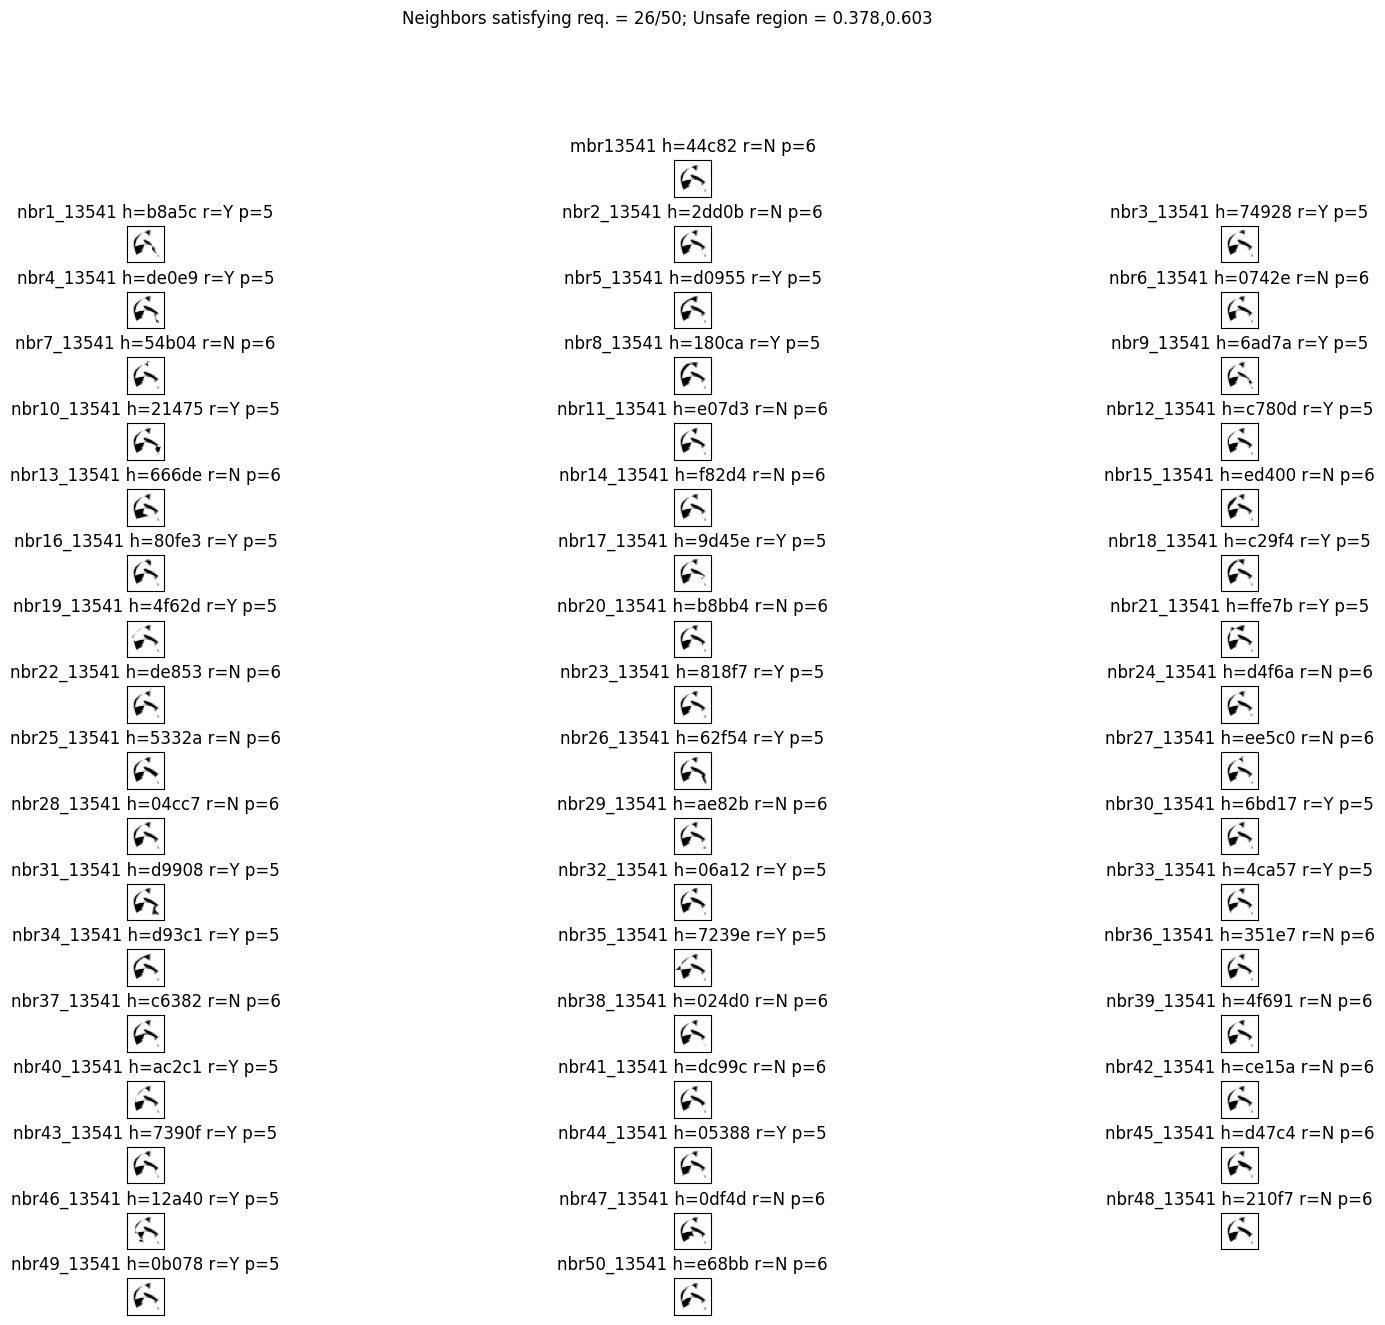 Neighbors satisfying req. = 26/50; Unsafe region = 0.378,0.603
mbr13541 h=44c82 r=N p=6
nbr1_13541 h=b8a5c r=Y p=5
nbr2_13541 h=2dd0b r=N p=6
nbr3_13541 h=74928 r=Y p=5
nbr4_13541 h=de0e9 r=Y p=5
nbr5_13541 h=d0955 r=Y p=5
nbr6_13541 h=0742e r=N p=6
nbr7_13541 h=54b04 r=N p=6
nbr8_13541 h=180ca r=Y p=5
nbr9_13541 h=6ad7a r=Y p=5
nbr10_13541 h=21475 r=Y p=5
nbr11_13541 h=e07d3 r=N p=6
nbr12_13541 h=c780d r=Y p=5
nbr13_13541 h=666de r=N p=6
nbr14_13541 h=f82d4 r=N p=6
nbr15_13541 h=ed400 r=N p=6
nbr16_13541 h=80fe3 r=Y p=5
nbr17_13541 h=9d45e r=Y p=5
nbr18_13541 h=c29f4 r=Y p=5
nbr19_13541 h=4f62d r=Y p=5
nbr20_13541 h=b8bb4 r=N p=6
nbr21_13541 h=ffe7b r=Y p=5
nbr22_13541 h=de853 r=N p=6
nbr23_13541 h=818f7 r=Y p=5
nbr24_13541 h=d4f6a r=N p=6
nbr25_13541 h=5332a r=N p=6
nbr26_13541 h=62f54 r=Y p=5
nbr27_13541 h=ee5c0 r=N p=6
nbr28_13541 h=04cc7 r=N p=6
nbr29_13541 h=ae82b r=N p=6
nbr30_13541 h=6bd17 r=Y p=5
nbr31_13541 h=d9908 r=Y p=5
nbr32_13541 h=06a12 r=Y p=5
nbr33_13541 h=4ca57 r=Y p=5
nbr34_13541 h=d93c1 r=Y p=5
nbr35_13541 h=7239e r=Y p=5
nbr36_13541 h=351e7 r=N p=6
nbr37_13541 h=c6382 r=N p=6
nbr38_13541 h=024d0 r=N p=6
nbr39_13541 h=4f691 r=N p=6
nbr40_13541 h=ac2c1 r=Y p=5
nbr41_13541 h=dc99c r=N p=6
nbr42_13541 h=ce15a r=N p=6
nbr43_13541 h=7390f r=Y p=5
nbr44_13541 h=05388 r=Y p=5
nbr45_13541 h=d47c4 r=N p=6
nbr46_13541 h=12a40 r=Y p=5
nbr47_13541 h=0df4d r=N p=6
nbr48_13541 h=210f7 r=N p=6
nbr49_13541 h=0b078 r=Y p=5
nbr50_13541 h=e68bb r=N p=6